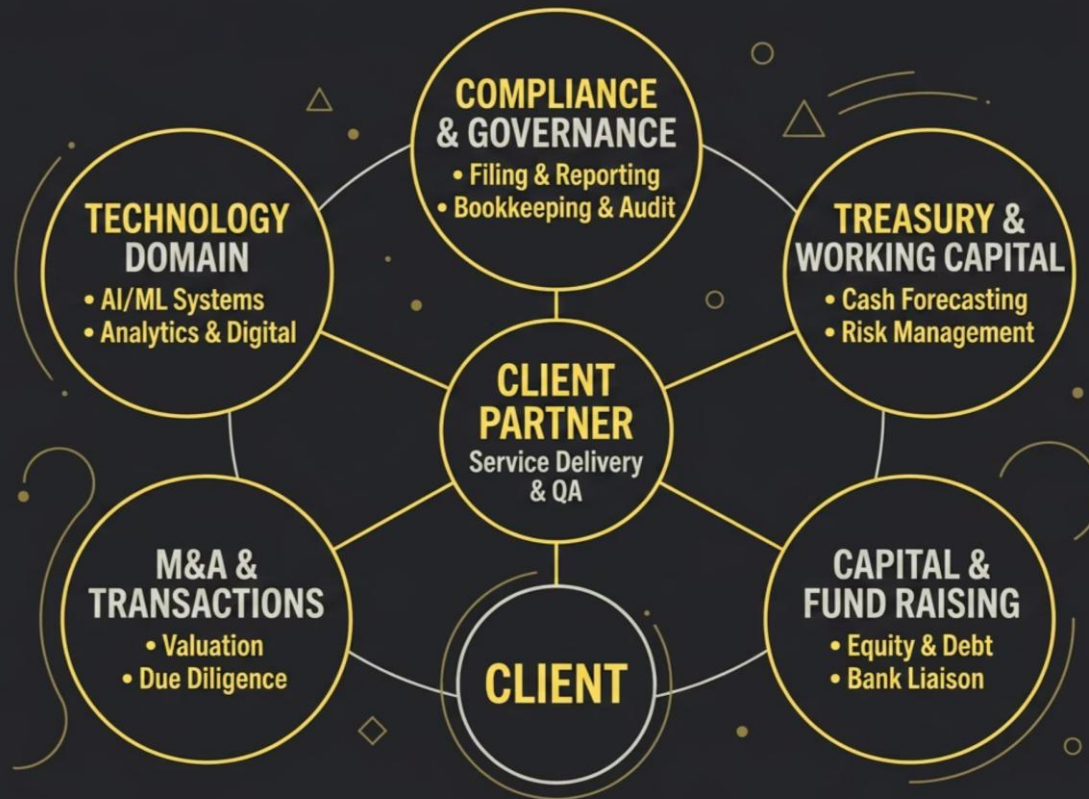 COMPLIANCE
& GOVERNANCE
• Filing & Reporting
• Bookkeeping & Audit
TECHNOLOGY
DOMAIN
• AI/ML Systems
• Analytics & Digital
TREASURY &
WORKING CAPITAL
• Cash Forecasting
• Risk Management
CLIENT
PARTNER
Service Delivery
& QA
M&A &
TRANSACTIONS
• Valuation
• Due Diligence
CAPITAL &
FUND RAISING
• Equity & Debt
• Bank Liaison
CLIENT